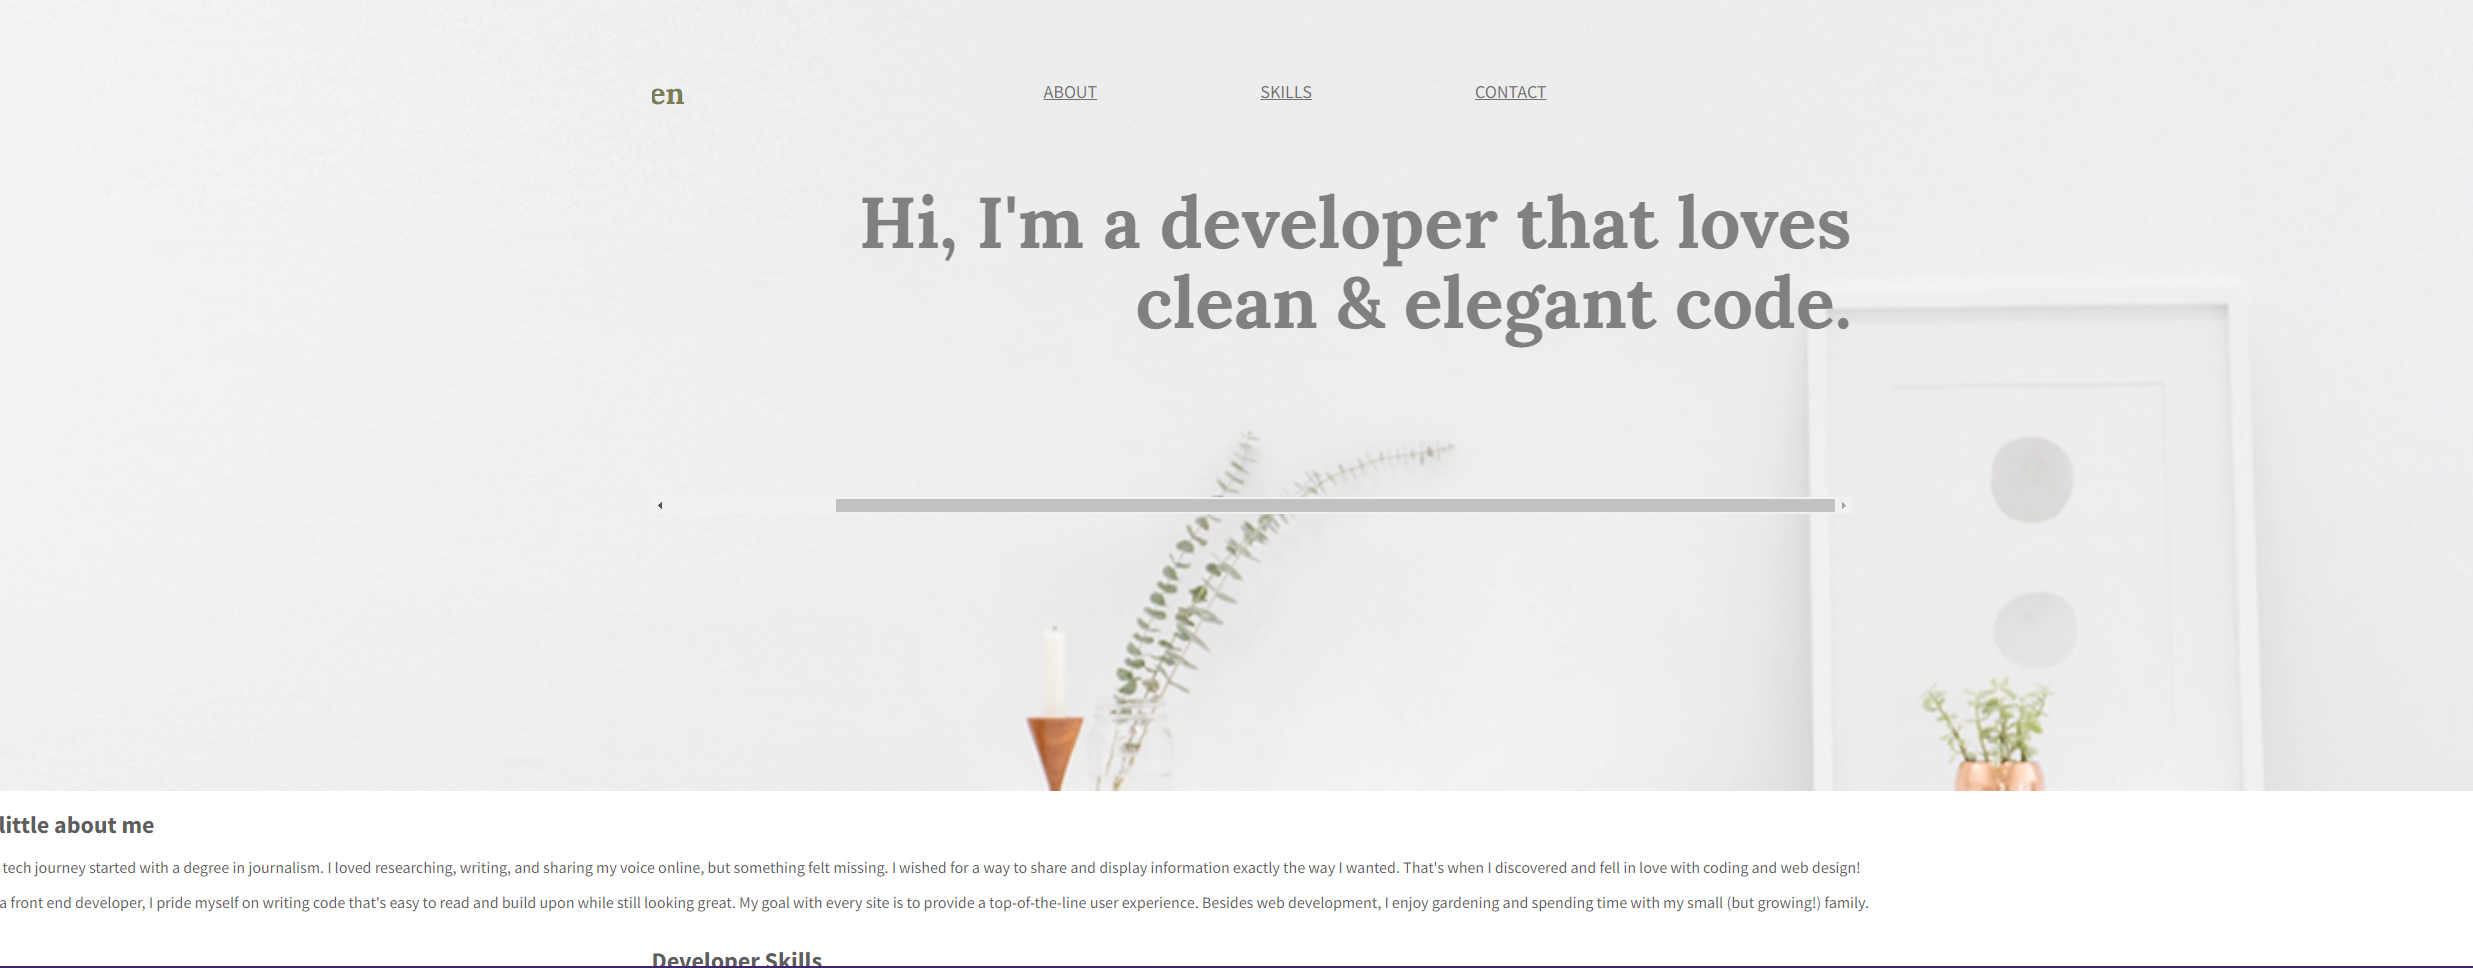 en ABOUT SKILLS CONTACT
Hi, I'm a developer that loves
clean & elegant code.
little about me
tech journey started with a degree in journalism. I loved researching, writing, and sharing my voice online, but something felt missing. I wished for a way to share and display information exactly the way I wanted. That's when I discovered and fell in love with coding and web design!
a front end developer, I pride myself on writing code that's easy to read and build upon while still looking great. My goal with every site is to provide a top-of-the-line user experience. Besides web development, I enjoy gardening and spending time with my small (but growing!) family.
Developer Skills